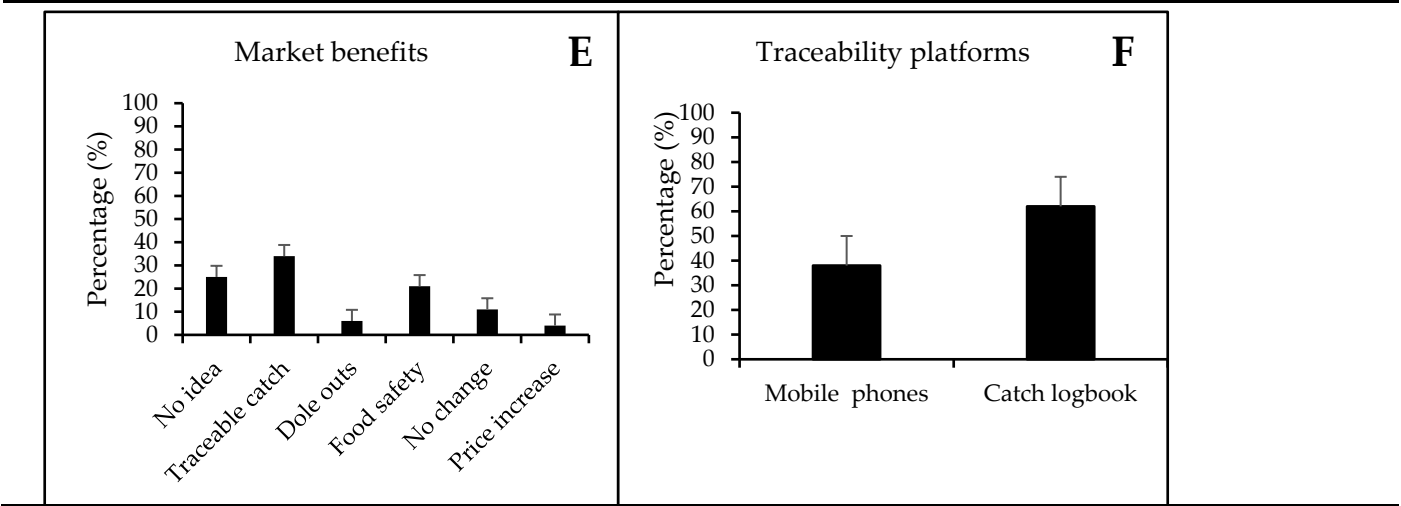 Market benefits
E
Percentage (%)
100
90
80
70
60
50
40
30
20
10
0
No idea
Traceable catch
Dole outs
Food safety
No change
Price increase
Traceability platforms
F
Percentage (%)
100
90
80
70
60
50
40
30
20
10
0
Mobile phones
Catch logbook